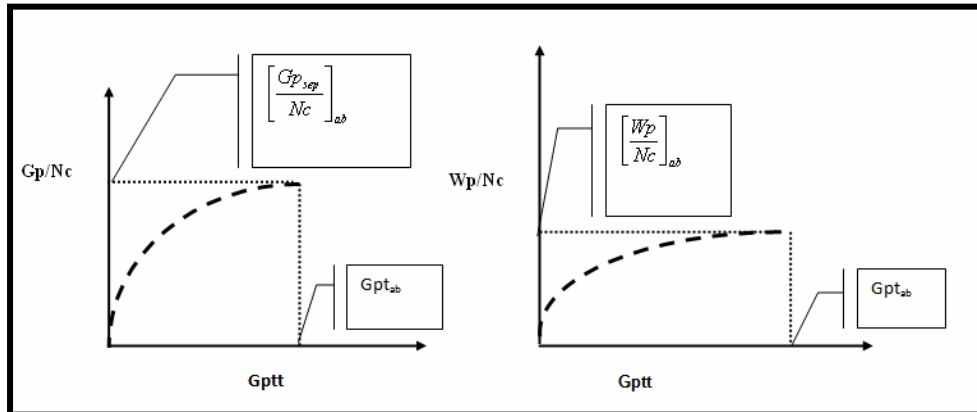 [Gp_sep / Nc]_ab
Gp/Nc
Gpt_ab
Gptt
[Wp / Nc]_ab
Wp/Nc
Gpt_ab
Gptt